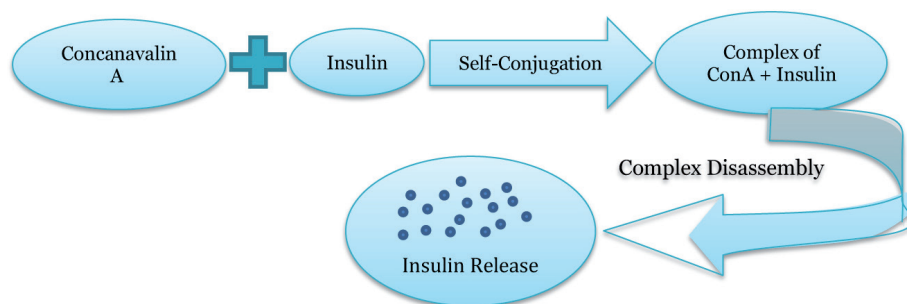 Concanavalin
A
Insulin
Self-Conjugation
Complex of
ConA + Insulin
Complex Disassembly
Insulin Release